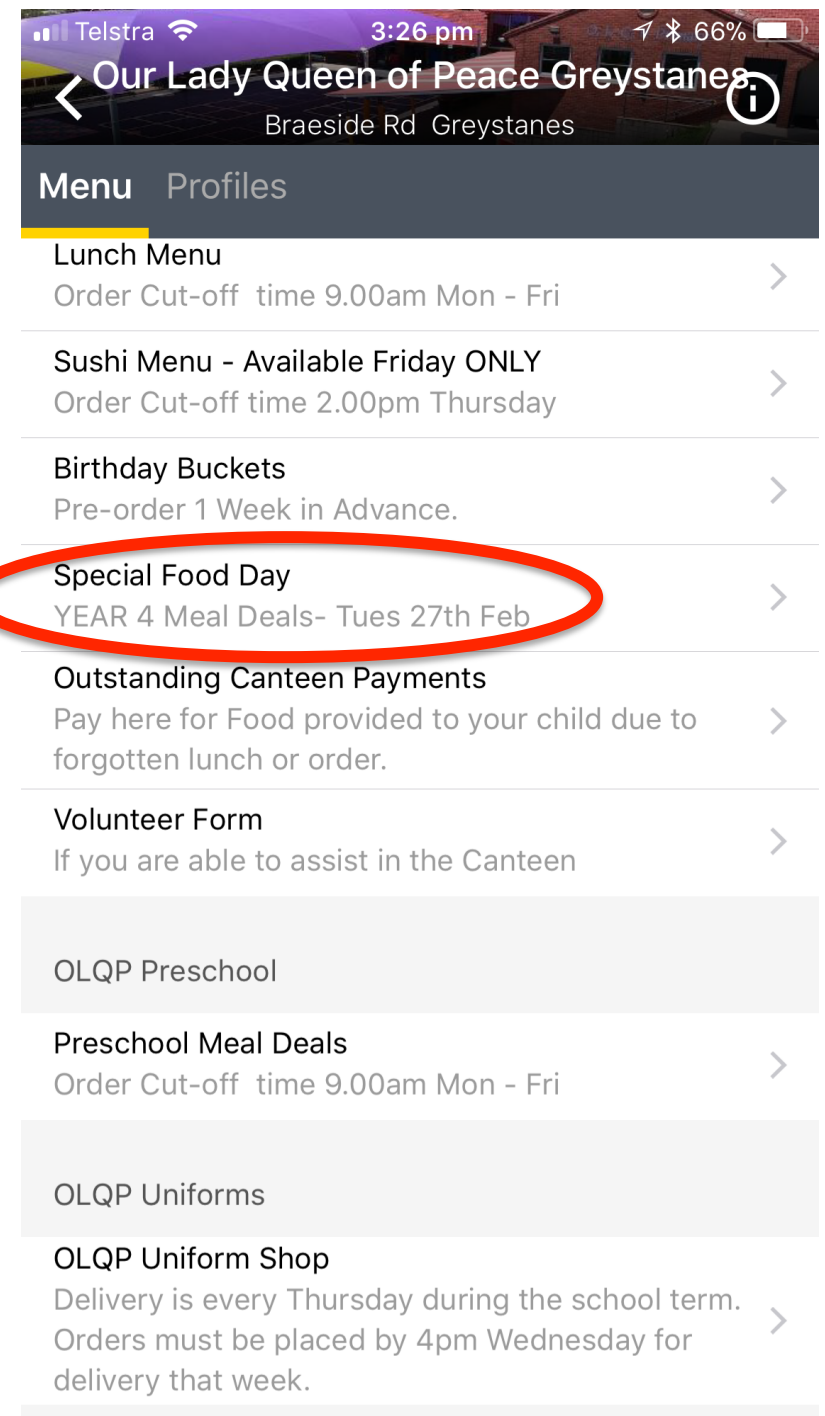 Telstra 3:26 pm 66%
Our Lady Queen of Peace Greystanes
Braeside Rd Greystanes
Menu Profiles
Lunch Menu
Order Cut-off time 9.00am Mon - Fri
Sushi Menu - Available Friday ONLY
Order Cut-off time 2.00pm Thursday
Birthday Buckets
Pre-order 1 Week in Advance.
Special Food Day
YEAR 4 Meal Deals- Tues 27th Feb
Outstanding Canteen Payments
Pay here for Food provided to your child due to
forgotten lunch or order.
Volunteer Form
If you are able to assist in the Canteen
OLQP Preschool
Preschool Meal Deals
Order Cut-off time 9.00am Mon - Fri
OLQP Uniforms
OLQP Uniform Shop
Delivery is every Thursday during the school term.
Orders must be placed by 4pm Wednesday for
delivery that week.